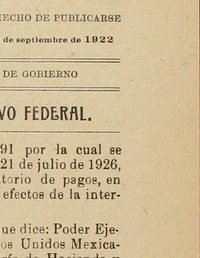 HECHO DE PUBLICARSE
de septiembre de 1922
DE GOBIERNO
VO FEDERAL.
91 por la cual se
21 de julio de 1926,
torio de pagos, en
efectos de la inter-
ue dice: Poder Eje-
os Unidos Mexica-